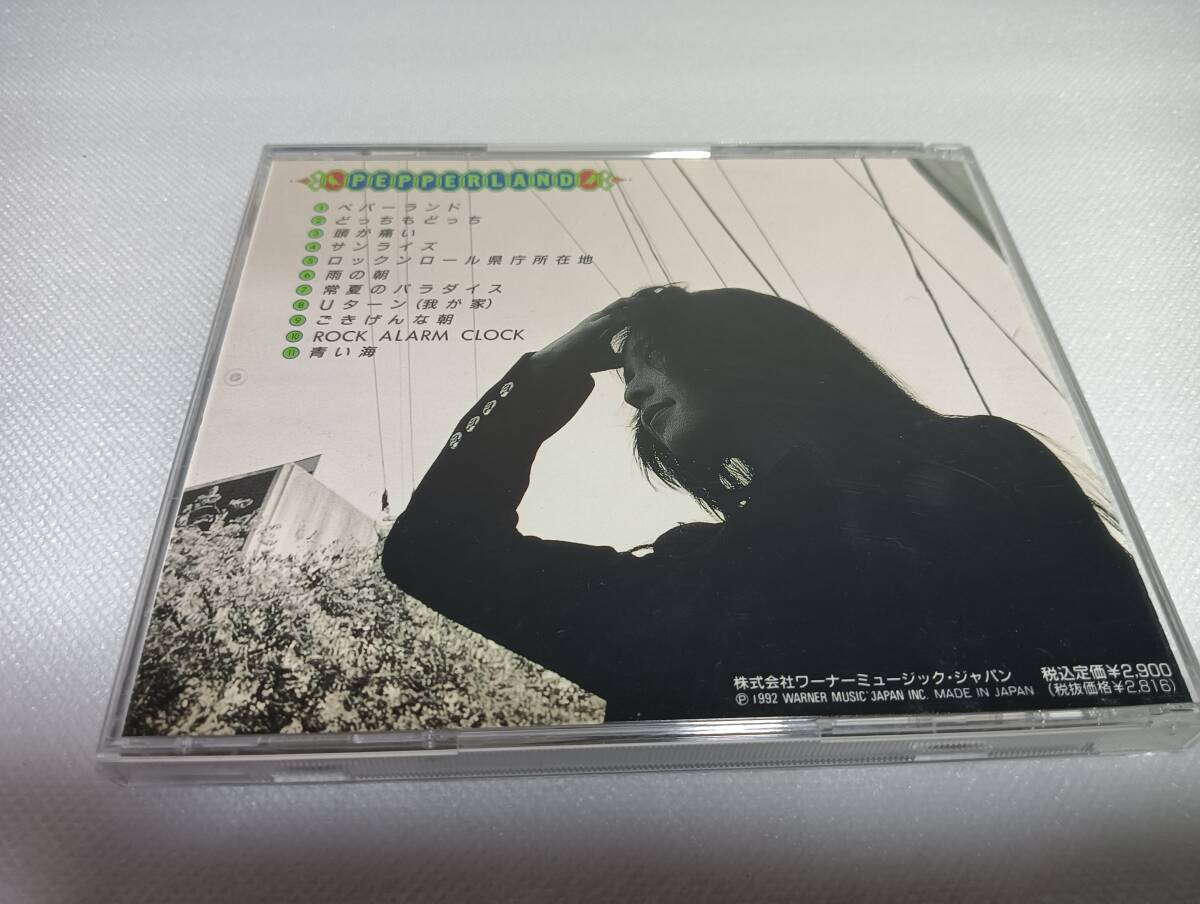 PEPPERLAND
1 ペパーランド
2 どっちもどっち
3 頭が痛い
4 サンライズ
5 ロックンロール県庁所在地
6 雨の朝
7 常夏のパラダイス
8 Uターン(我が家)
9 ごきげんな朝
10 ROCK ALARM CLOCK
11 青い海
株式会社ワーナーミュージック・ジャパン 税込定価¥2,900
Ⓟ 1992 WARNER MUSIC JAPAN INC. MADE IN JAPAN (税抜価格¥2,816)